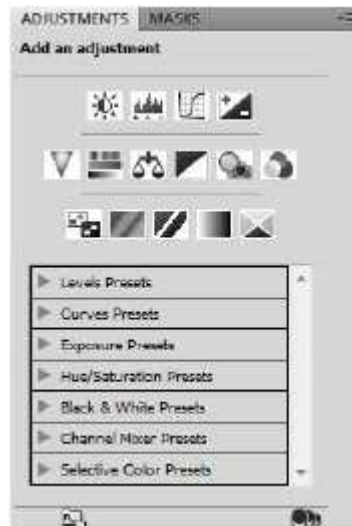 ADJUSTMENTS MASKS
Add an adjustment
Levels Presets
Curves Presets
Exposure Presets
Hue/Saturation Presets
Black & White Presets
Channel Mixer Presets
Selective Color Presets